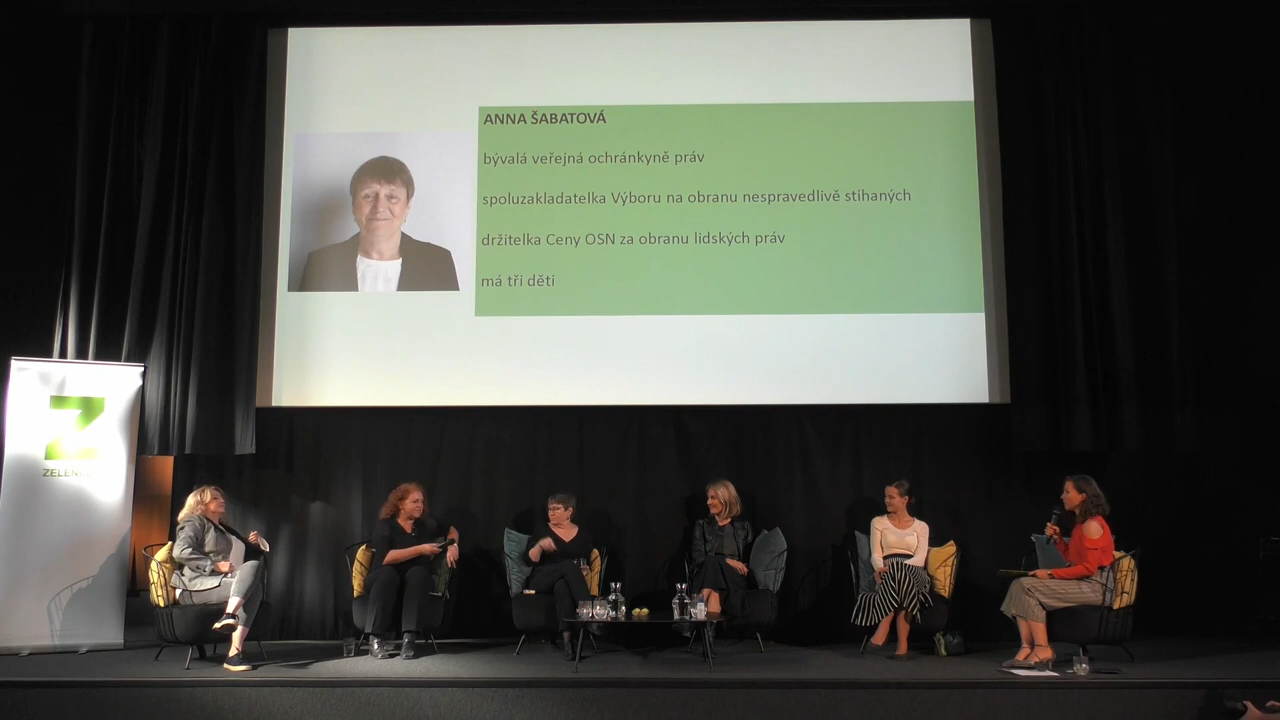 ANNA ŠABATOVÁ
bývalá veřejná ochránkyně práv
spoluzakladatelka Výboru na obranu nespravedlivě stíhaných
držitelka Ceny OSN za obranu lidských práv
má tři děti
Z